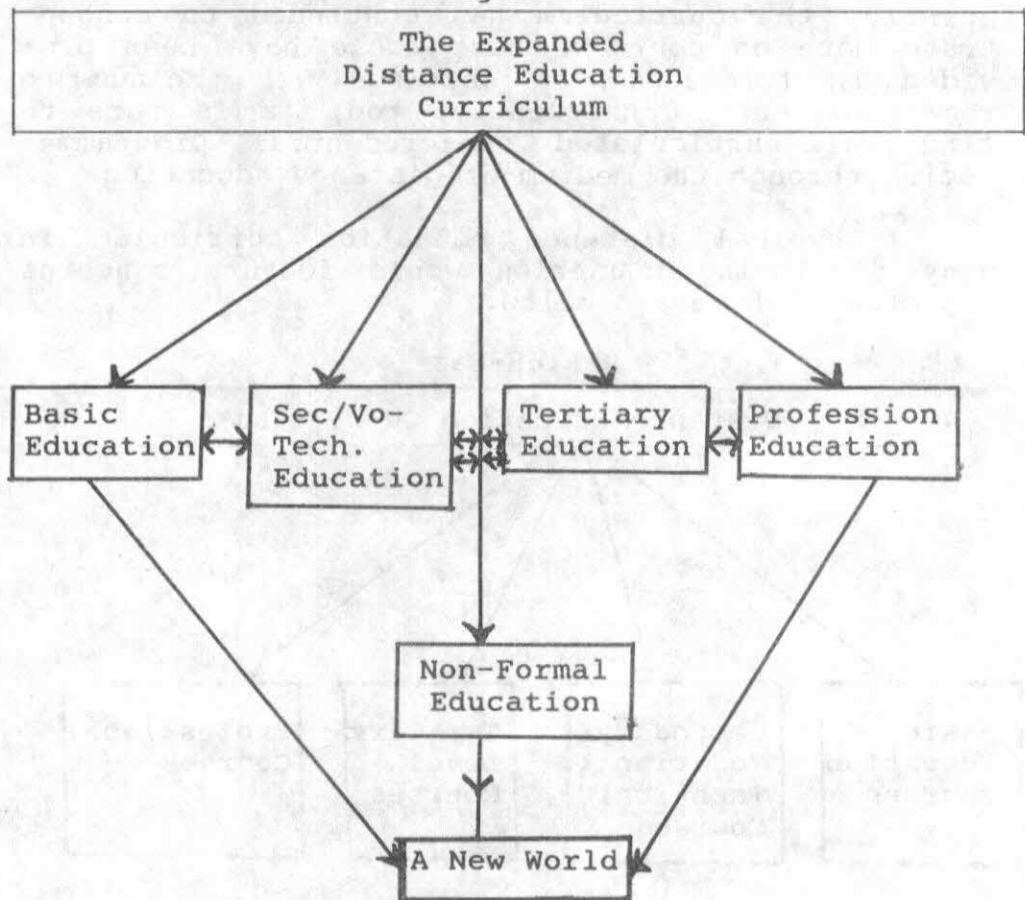 The Expanded
Distance Education
Curriculum
Basic
Education
Sec/Vo-
Tech.
Education
Tertiary
Education
Profession
Education
Non-Formal
Education
A New World